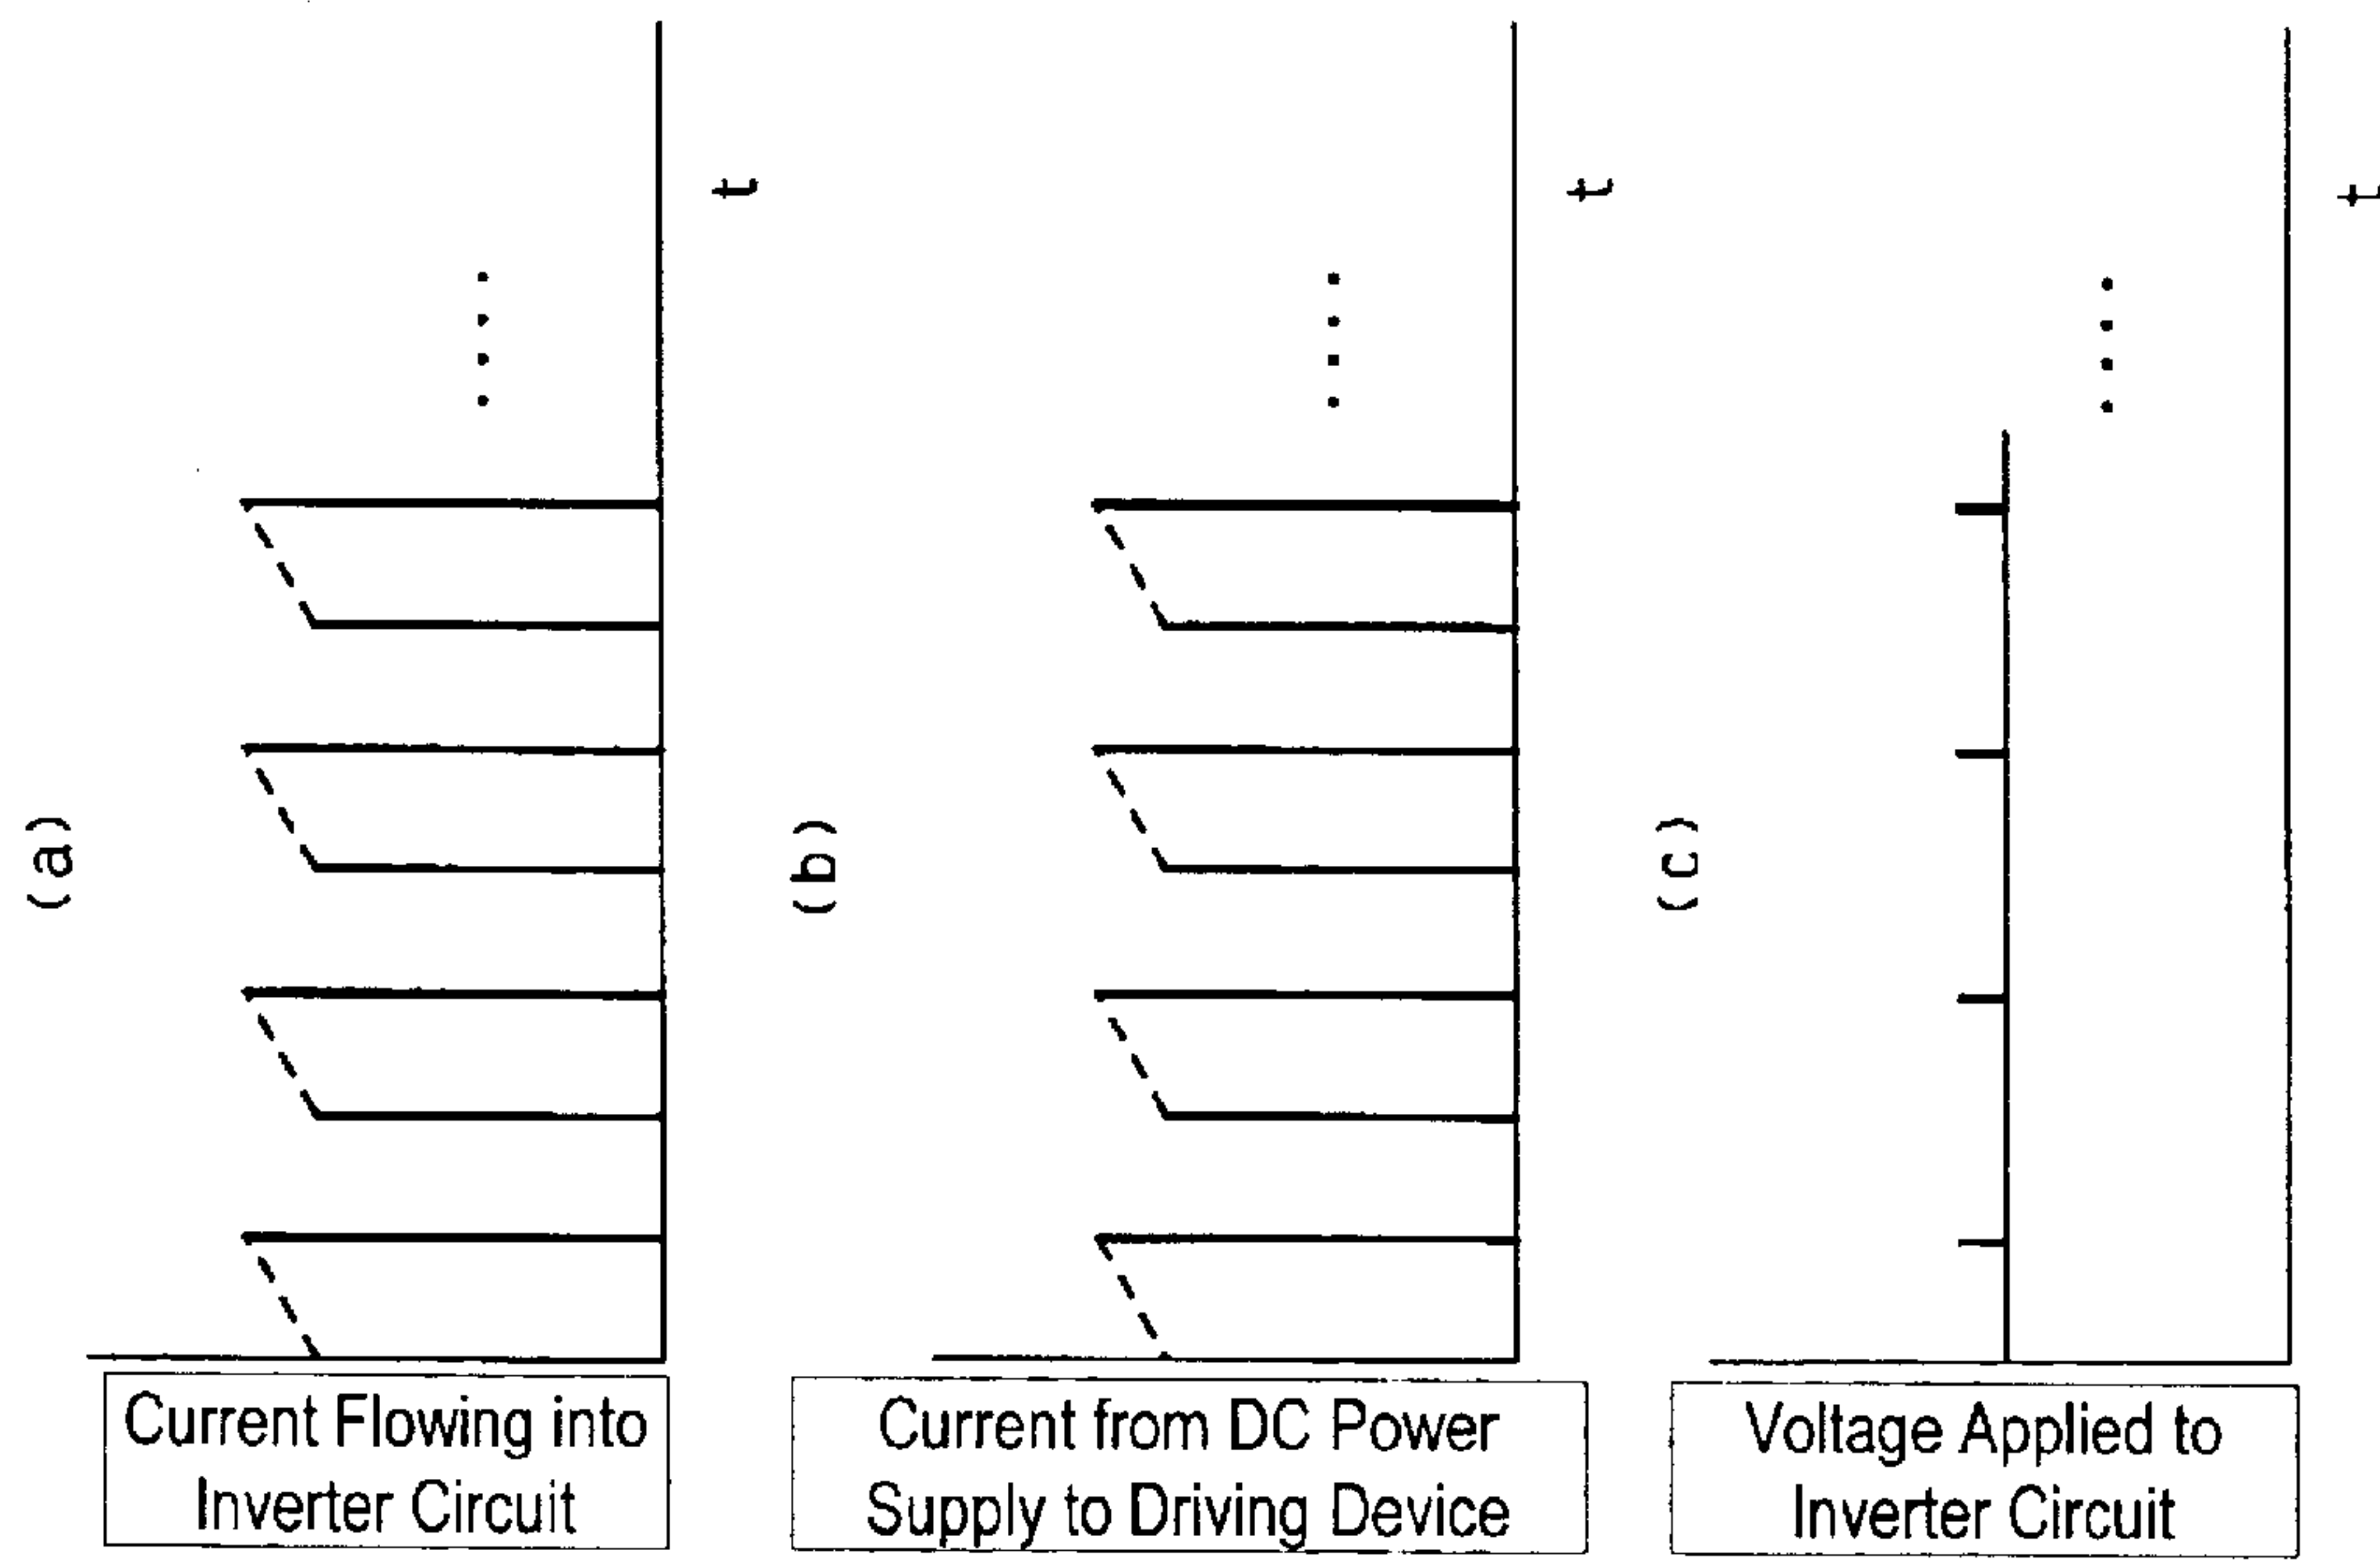 (a)
Current Flowing into
Inverter Circuit
t
(b)
Current from DC Power
Supply to Driving Device
t
(c)
Voltage Applied to
Inverter Circuit
t